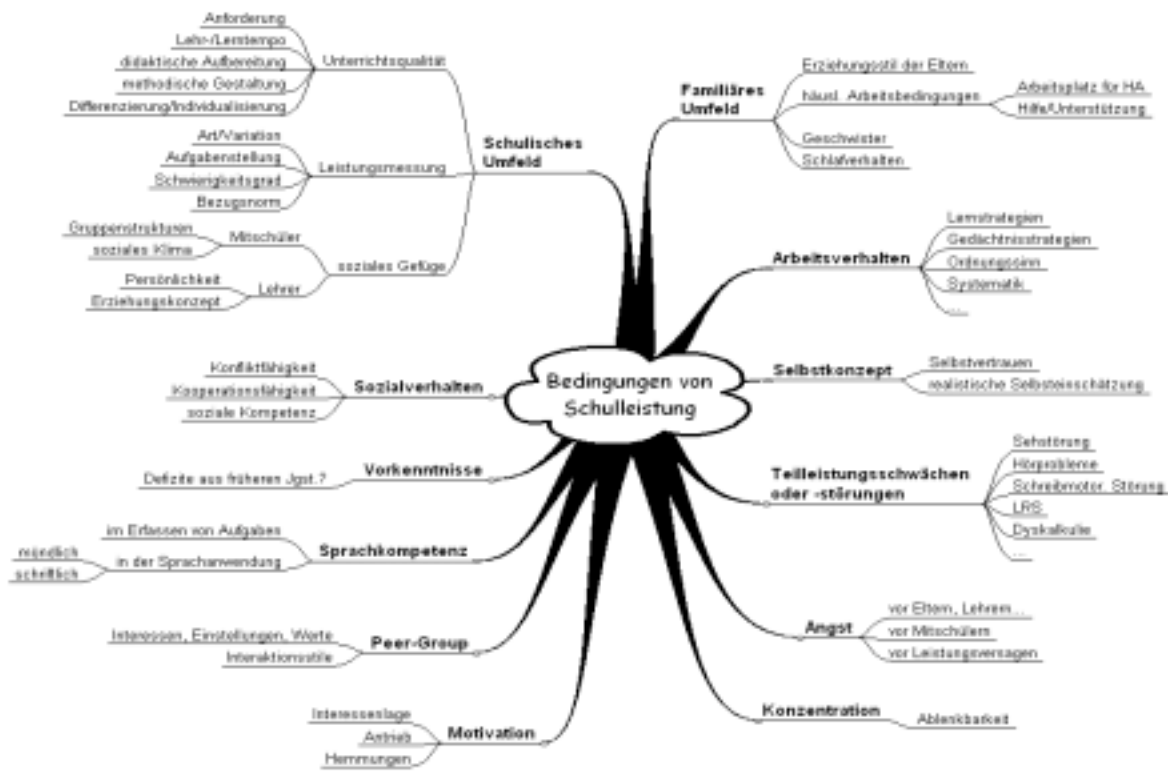 Bedingungen von
Schulleistung
Schulisches
Umfeld
Unterrichtsqualität
Anforderung
Lehr-/Lerntempo
didaktische Aufbereitung
methodische Gestaltung
Differenzierung/Individualisierung
Leistungsmessung
Art/Variation
Aufgabenstellung
Schwierigkeitsgrad
Bezugsnorm
soziales Gefüge
Mitschüler
Gruppenstrukturen
soziales Klima
Lehrer
Persönlichkeit
Erziehungskonzept
Sozialverhalten
Konfliktfähigkeit
Kooperationsfähigkeit
soziale Kompetenz
Vorkenntnisse
Defizite aus früheren Jgst.?
Sprachkompetenz
im Erfassen von Aufgaben
in der Sprachanwendung
mündlich
schriftlich
Peer-Group
Interessen, Einstellungen, Werte
Interaktionsstile
Motivation
Interessenlage
Antrieb
Hemmungen
Familiäres
Umfeld
Erziehungsstil der Eltern
häusl. Arbeitsbedingungen
Arbeitsplatz für HA
Hilfe/Unterstützung
Geschwister
Schlafverhalten
Arbeitsverhalten
Lernstrategien
Gedächtnisstrategien
Ordnungssinn
Systematik
...
Selbstkonzept
Selbstvertrauen
realistische Selbsteinschätzung
Teilleistungsschwächen
oder -störungen
Sehstörung
Hörprobleme
Schreibmotor. Störung
LRS
Dyskalkulie
...
Angst
vor Eltern, Lehrern...
vor Mitschülern
vor Leistungsversagen
Konzentration
Ablenkbarkeit